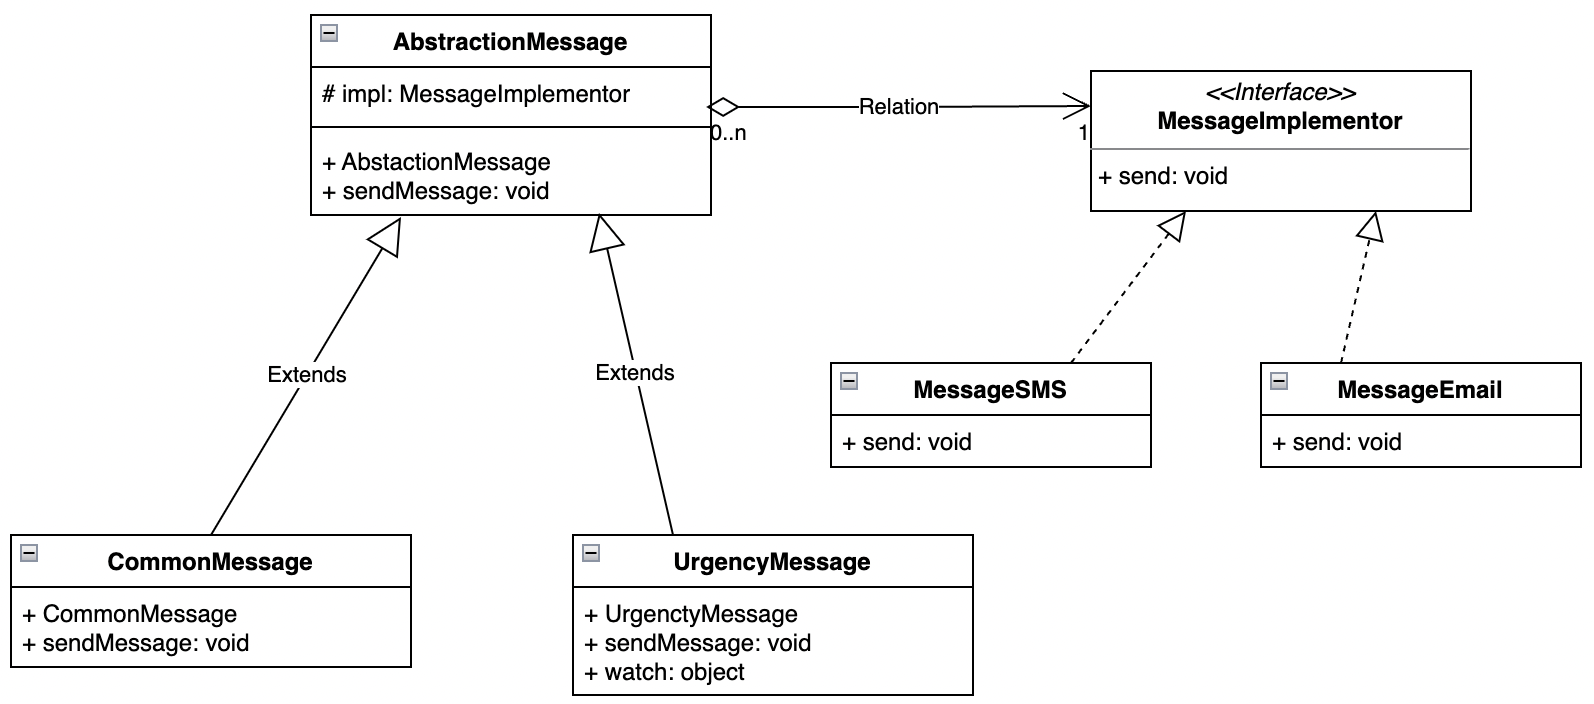 AbstractionMessage
# impl: MessageImplementor
+ AbstactionMessage
+ sendMessage: void
0..n
Relation
1
<<Interface>>
MessageImplementor
+ send: void
Extends
Extends
MessageSMS
+ send: void
MessageEmail
+ send: void
CommonMessage
+ CommonMessage
+ sendMessage: void
UrgencyMessage
+ UrgenctyMessage
+ sendMessage: void
+ watch: object